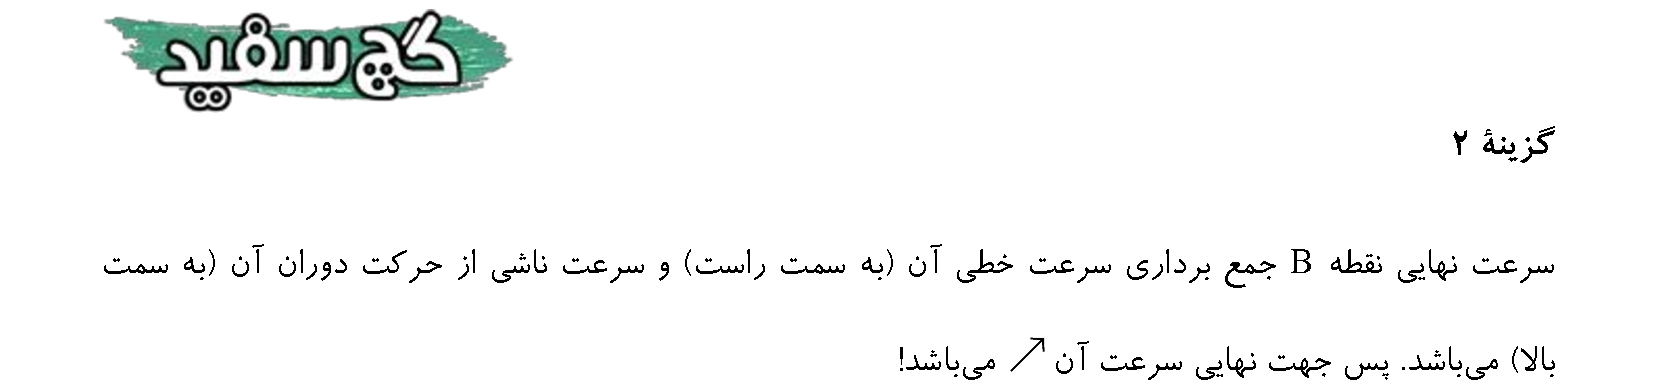 گچ سفید
گزینهٔ ۲
سرعت نهایی نقطه B جمع برداری سرعت خطی آن (به سمت راست) و سرعت ناشی از حرکت دوران آن (به سمت
بالا) می‌باشد. پس جهت نهایی سرعت آن ↗ می‌باشد!